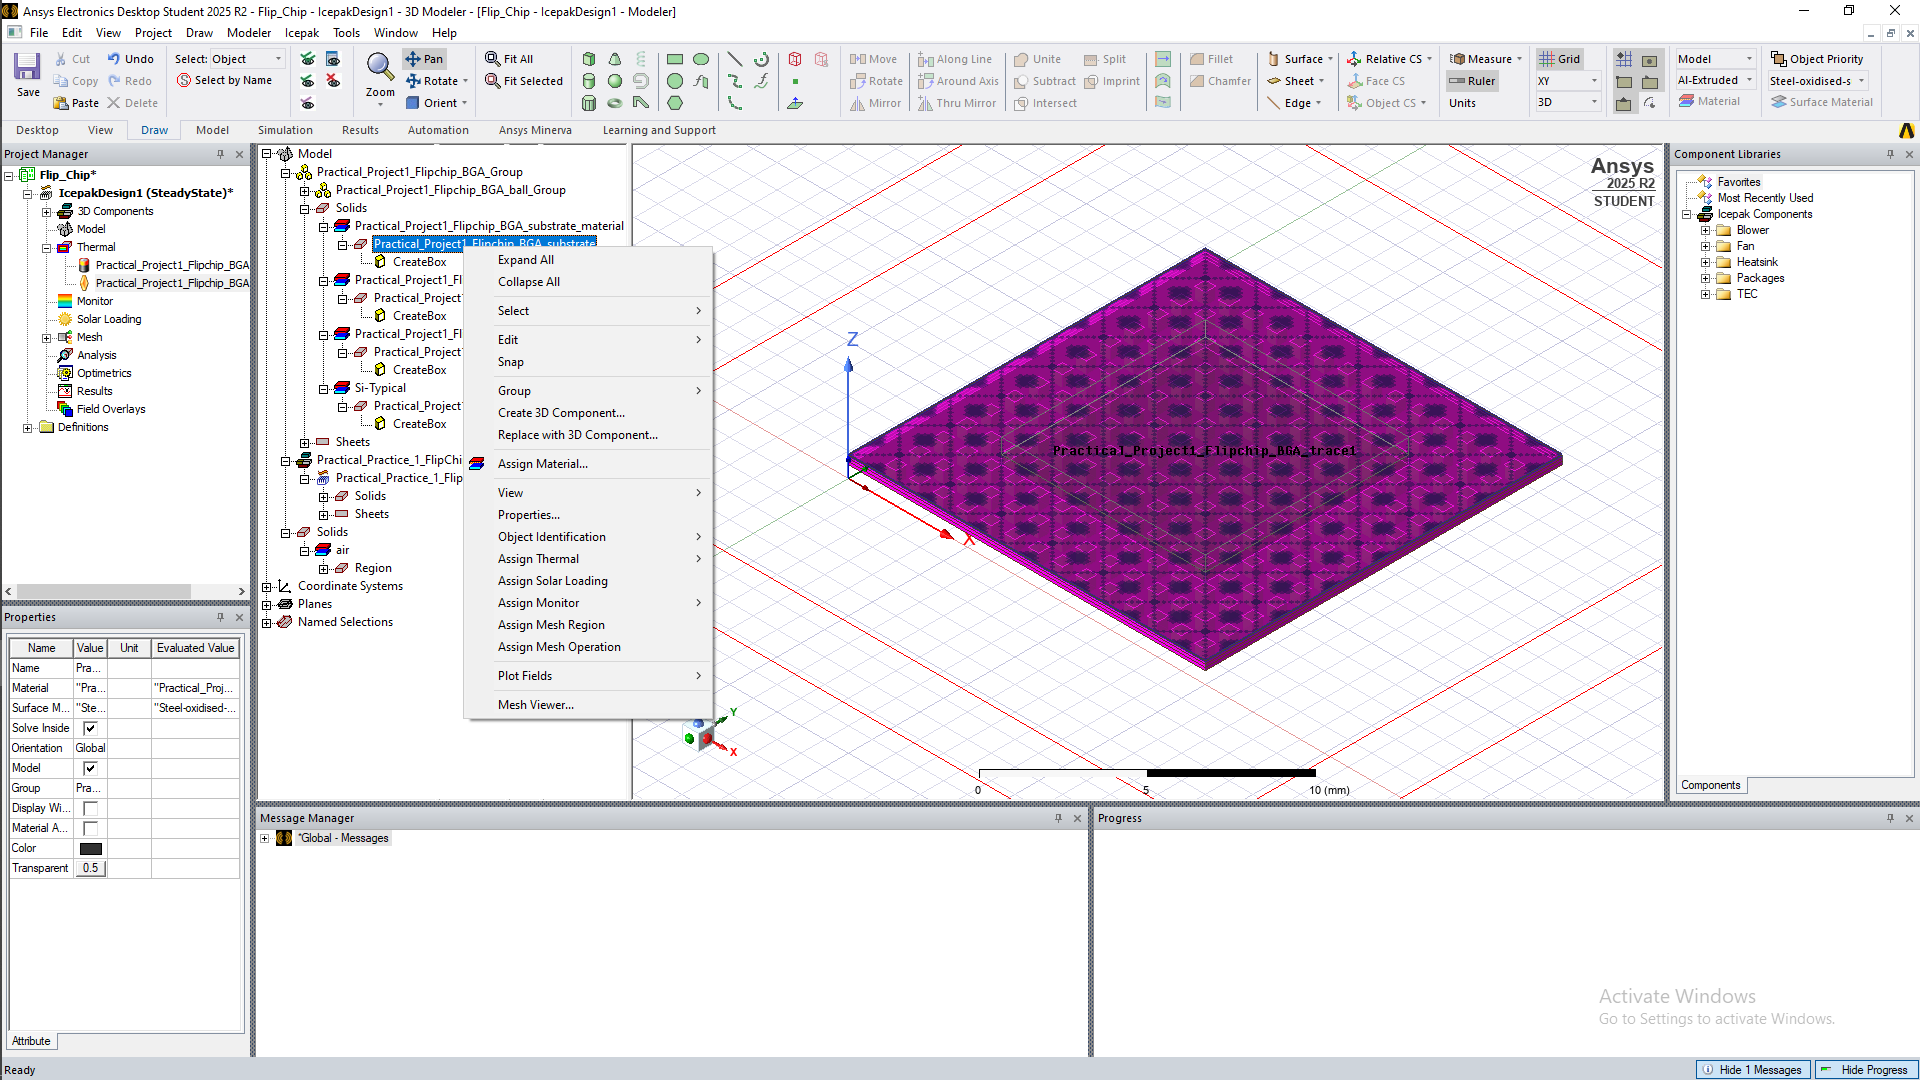 Ansys Electronics Desktop Student 2025 R2 - Flip_Chip - IcepakDesign1 - 3D Modeler - [Flip_Chip - IcepakDesign1 - Modeler]
File Edit View Project Draw Modeler Icepak Tools Window Help
Save
Cut Undo
Copy Redo
Paste Delete
Select: Object
Select by Name
Zoom
Pan
Rotate
Orient
Fit All
Fit Selected
Move Along Line Unite Split Fillet
Rotate Around Axis Subtract Imprint Chamfer
Mirror Thru Mirror Intersect
Surface Relative CS Measure Grid Model Object Priority
Sheet Face CS Ruler XY AI-Extruded Steel-oxidised-s
Edge Object CS Units 3D Material Surface Material
Desktop View Draw Model Simulation Results Automation Ansys Minerva Learning and Support
Project Manager
Flip_Chip*
IcepakDesign1 (SteadyState)*
3D Components
Model
Thermal
Practical_Project1_Flipchip_BGA
Practical_Project1_Flipchip_BGA
Monitor
Solar Loading
Mesh
Analysis
Optimetrics
Results
Field Overlays
Definitions
Properties
Name Value Unit Evaluated Value
Name Pra...
Material "Pra... "Practical_Proj...
Surface M... "Ste... "Steel-oxidised-...
Solve Inside
Orientation Global
Model
Group Pra...
Display Wi...
Material A...
Color
Transparent 0.5
Attribute
Model
Practical_Project1_Flipchip_BGA_Group
Practical_Project1_Flipchip_BGA_ball_Group
Solids
Practical_Project1_Flipchip_BGA_substrate_material
Practical_Project1_Flipchip_BGA_substrate
CreateBox
Practical_Project1_Fl
Practical_Project
CreateBox
Practical_Project1_Fl
Practical_Project
CreateBox
Si-Typical
Practical_Project
CreateBox
Sheets
Practical_Practice_1_FlipChi
Practical_Practice_1_Flip
Solids
Sheets
Solids
air
Region
Coordinate Systems
Planes
Named Selections
Expand All
Collapse All
Select
Edit
Snap
Group
Create 3D Component...
Replace with 3D Component...
Assign Material...
View
Properties...
Object Identification
Assign Thermal
Assign Solar Loading
Assign Monitor
Assign Mesh Region
Assign Mesh Operation
Plot Fields
Mesh Viewer...
Ansys
2025 R2
STUDENT
Z
Practical_Project1_Flipchip_BGA_trace1
X
Y
X
0 5 10 (mm)
Component Libraries
Favorites
Most Recently Used
Icepak Components
Blower
Fan
Heatsink
Packages
TEC
Components
Message Manager
*Global - Messages
Progress
Activate Windows
Go to Settings to activate Windows.
Ready
Hide 1 Messages Hide Progress